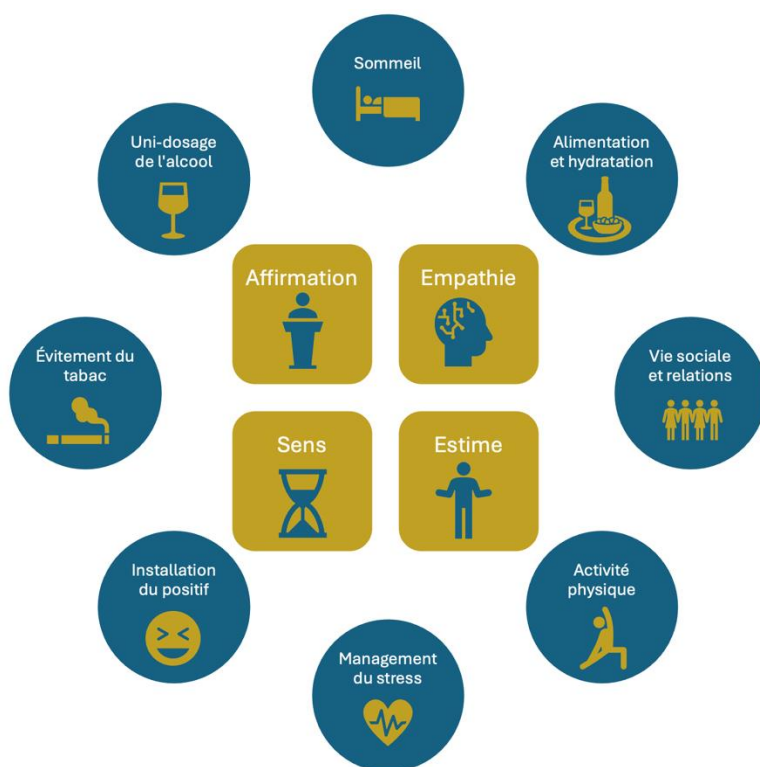 Sommeil
Alimentation
et hydratation
Vie sociale
et relations
Activité
physique
Management
du stress
Installation
du positif
Évitement du
tabac
Uni-dosage
de l'alcool
Affirmation
Empathie
Sens
Estime